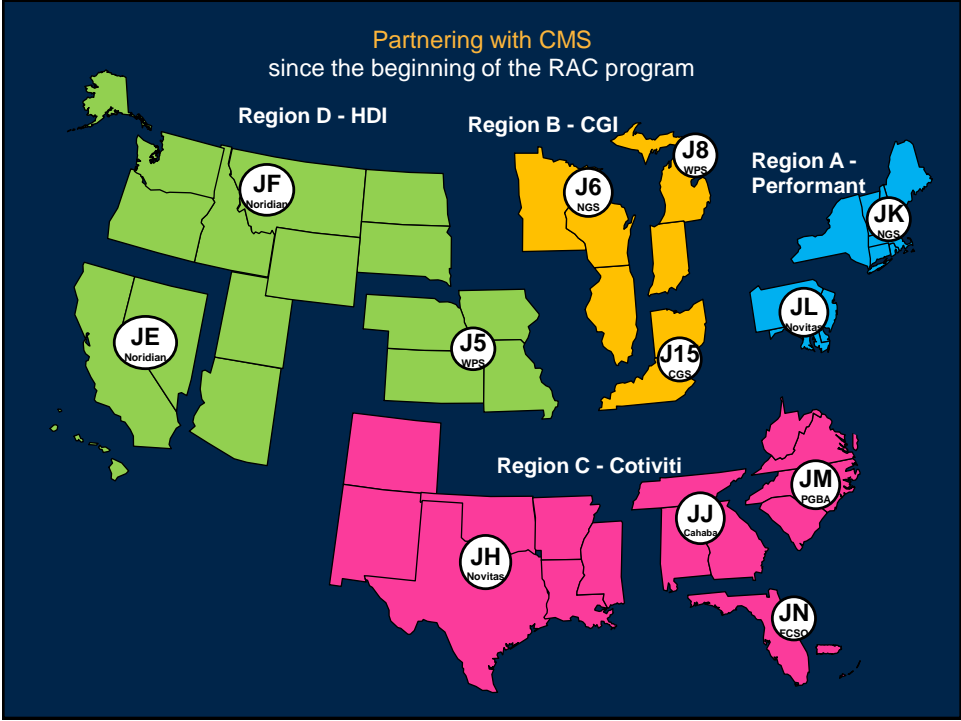 Partnering with CMS
since the beginning of the RAC program
Region D - HDI
Region B - CGI
Region A -
Performant
JF
Noridian
J6
NGS
J8
WPS
JK
NGS
JE
Noridian
J5
WPS
J15
CGS
JL
Novitas
Region C - Cotiviti
JH
Novitas
JJ
Cahaba
JM
PGBA
JN
FCSO